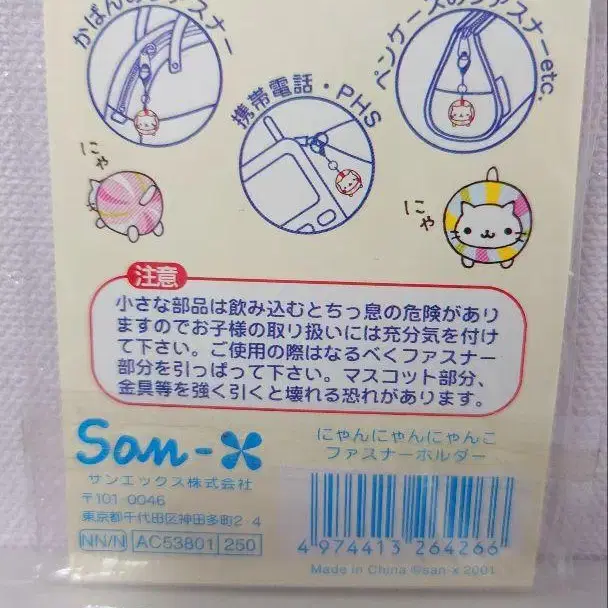 かばんのファスナー
携帯電話・PHS
ペンケースのファスナーetc.
にゃ
にゃ
注意
小さな部品は飲み込むとちっ息の危険があり
ますのでお子様の取り扱いには充分気を付け
て下さい。ご使用の際はなるべくファスナー
部分を引っぱって下さい。マスコット部分、
金具等を強く引くと壊れる恐れがあります。
San-X
サンエックス株式会社
〒101-0046
東京都千代田区神田多町2-4
NN/N AC53801 250
にゃんにゃんにゃんこ
ファスナーホルダー
4 974413 264266
Made in China ©san-x 2001